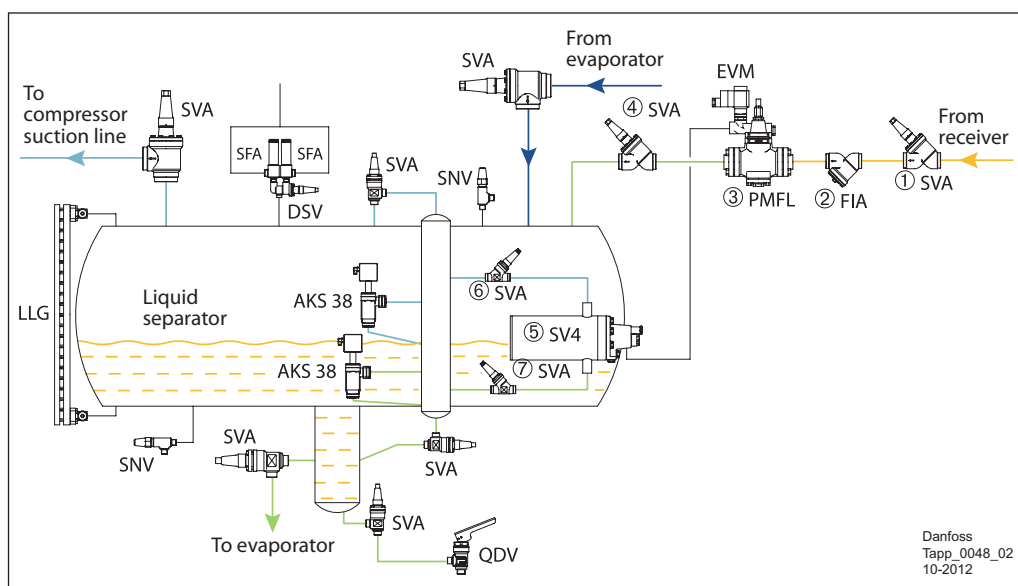 To
compressor
suction line
SVA
SFA
SFA
DSV
SVA
SNV
SVA
From
evaporator
④ SVA
EVM
From
receiver
③ PMFL
② FIA
① SVA
LLG
Liquid
separator
AKS 38
AKS 38
⑥ SVA
⑤ SV4
⑦ SVA
SNV
SVA
SVA
To evaporator
SVA
QDV
Danfoss
Tapp_0048_02
10-2012